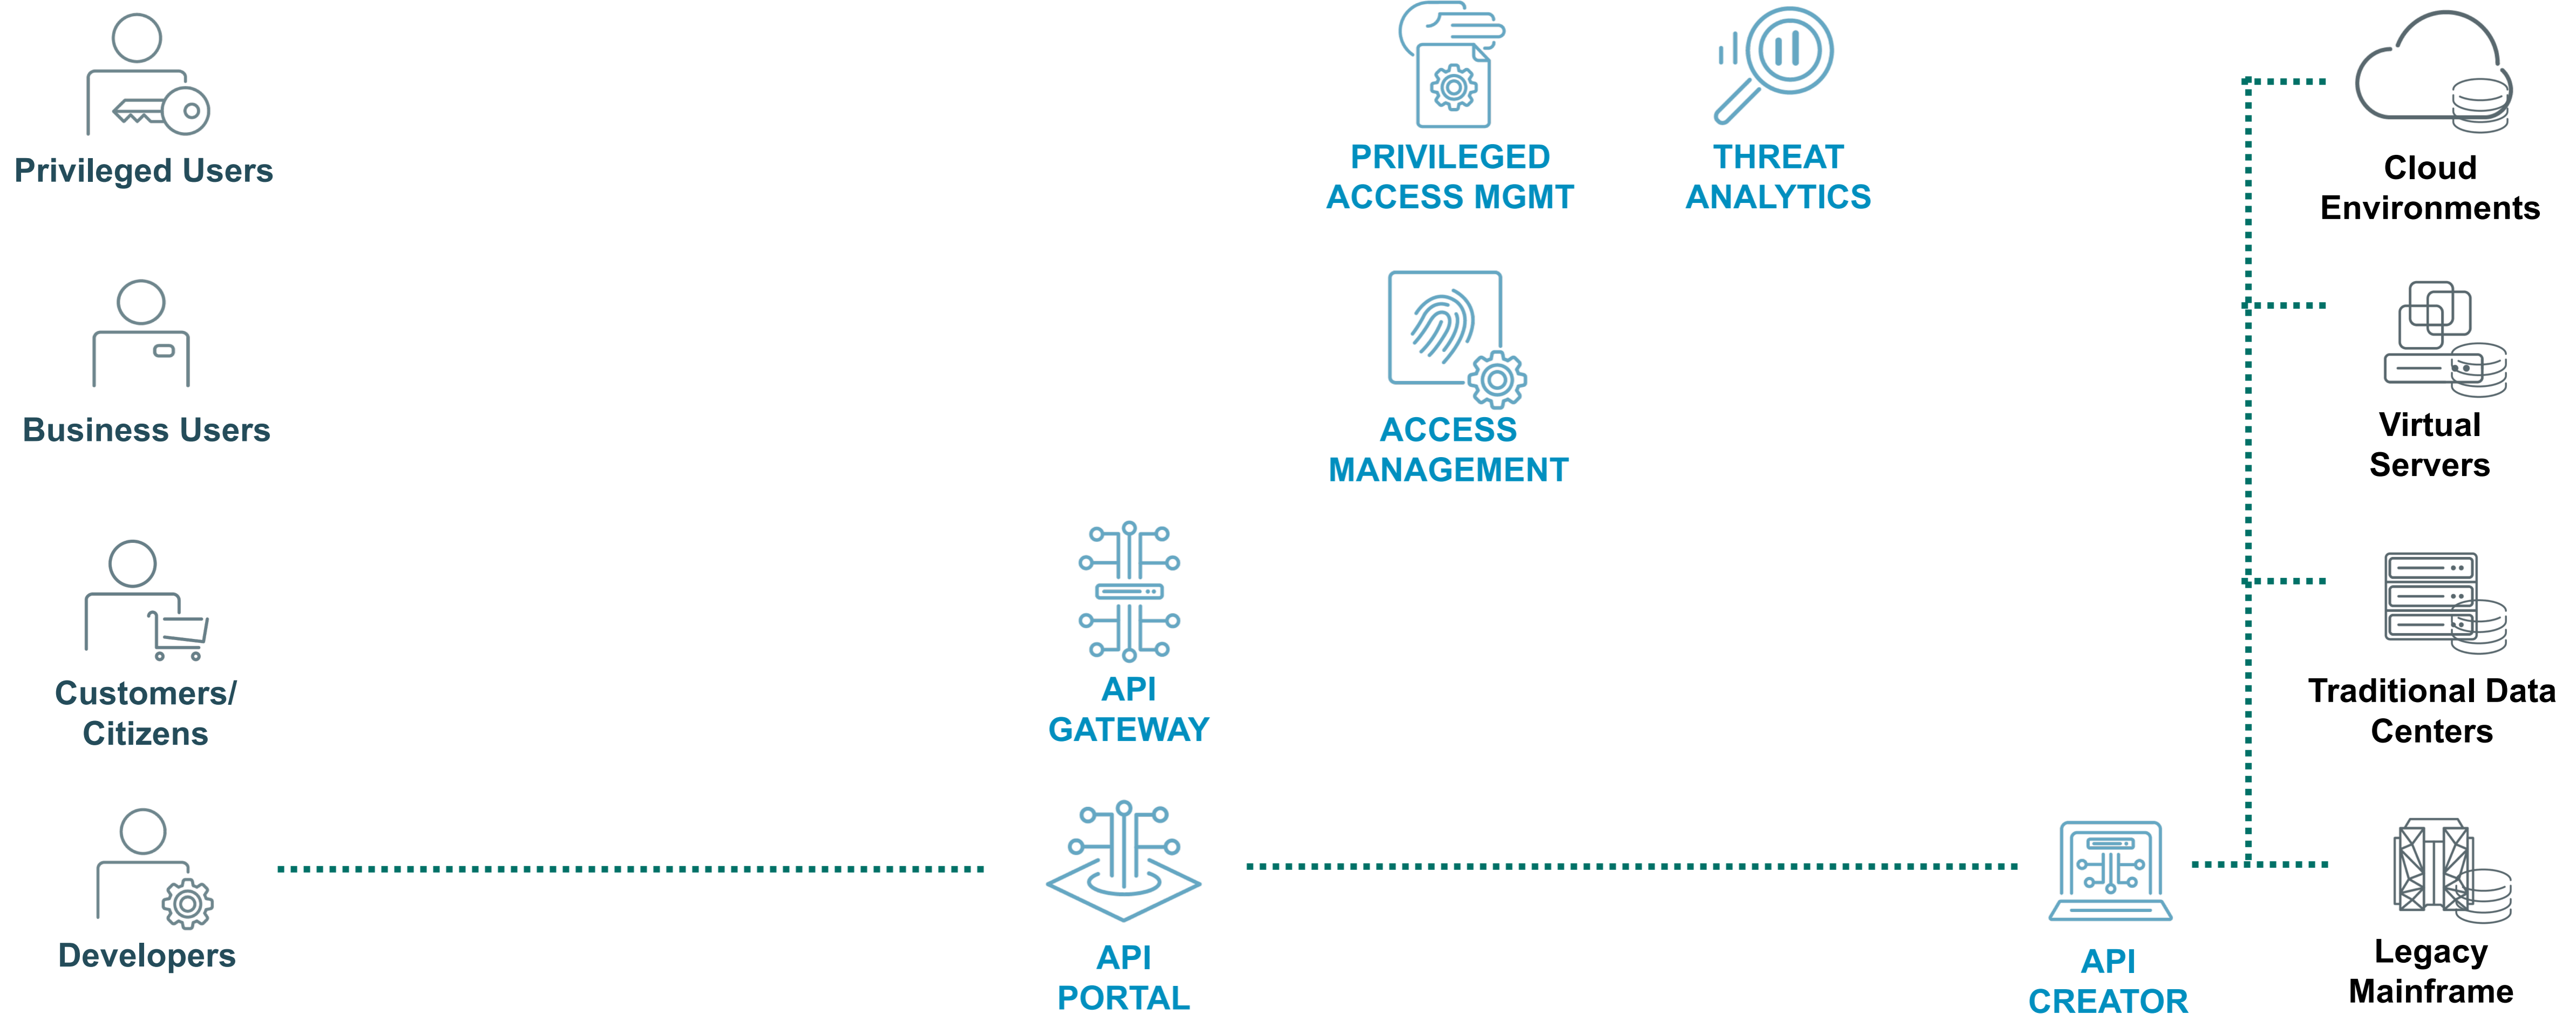 Privileged Users
PRIVILEGED
ACCESS MGMT
THREAT
ANALYTICS
Cloud
Environments
Business Users
ACCESS
MANAGEMENT
Virtual
Servers
Customers/
Citizens
API
GATEWAY
Traditional Data
Centers
Developers
API
PORTAL
API
CREATOR
Legacy
Mainframe